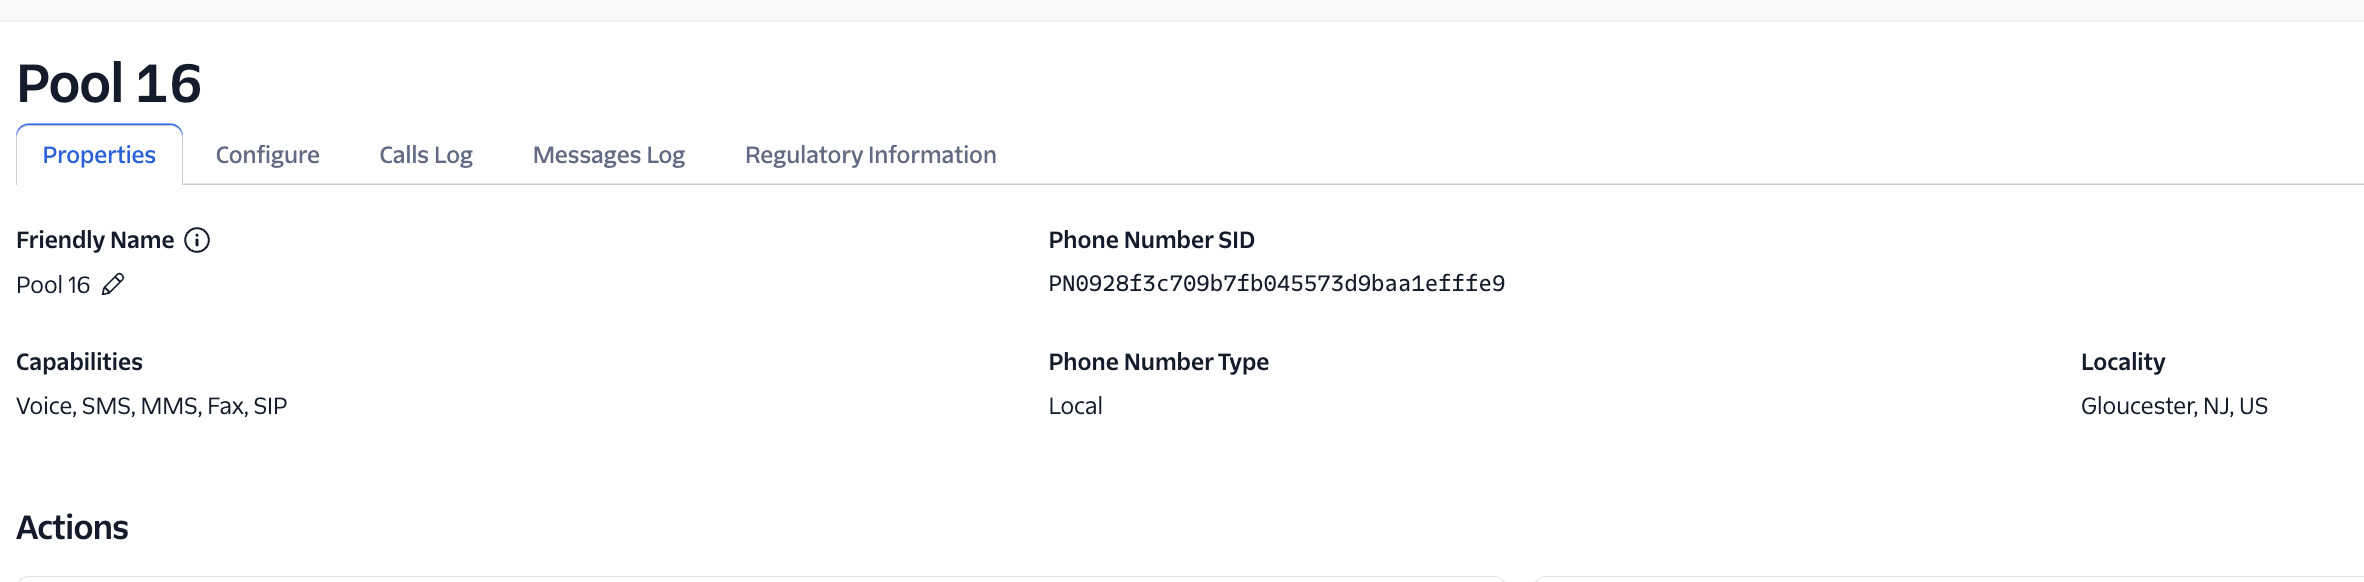 Pool 16
Properties Configure Calls Log Messages Log Regulatory Information
Friendly Name Phone Number SID
Pool 16 PN0928f3c709b7fb045573d9baa1efffe9
Capabilities Phone Number Type Locality
Voice, SMS, MMS, Fax, SIP Local Gloucester, NJ, US
Actions